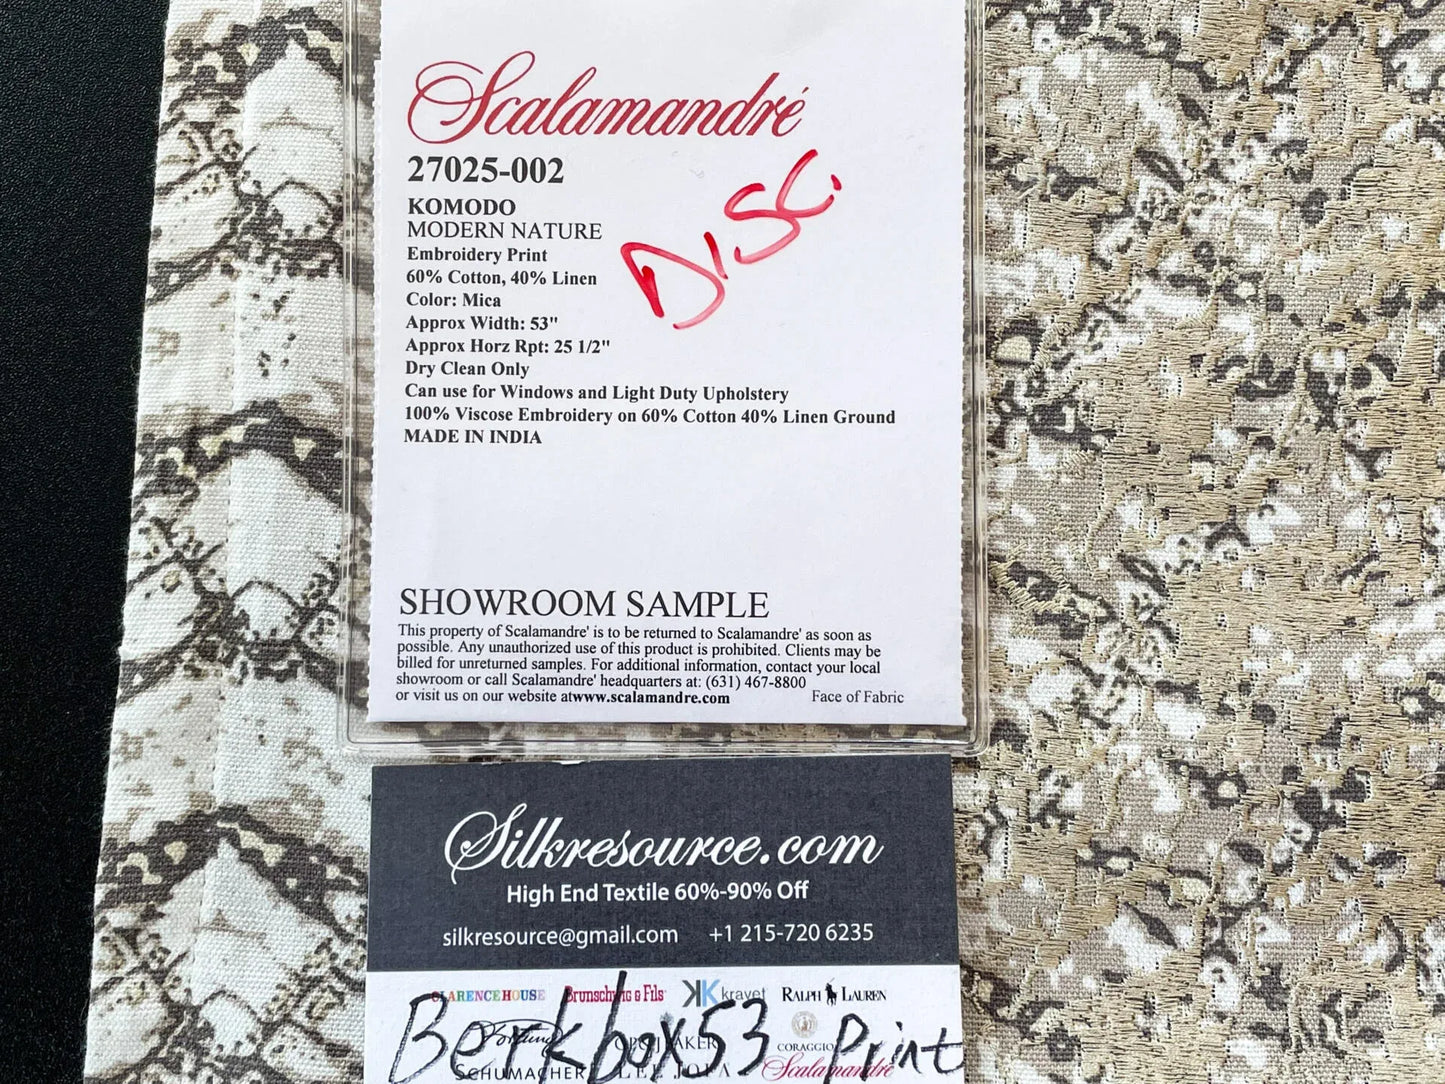 Scalamandré
27025-002
DISC.
KOMODO
MODERN NATURE
Embroidery Print
60% Cotton, 40% Linen
Color: Mica
Approx Width: 53"
Approx Horz Rpt: 25 1/2"
Dry Clean Only
Can use for Windows and Light Duty Upholstery
100% Viscose Embroidery on 60% Cotton 40% Linen Ground
MADE IN INDIA
SHOWROOM SAMPLE
This property of Scalamandre' is to be returned to Scalamandre' as soon as
possible. Any unauthorized use of this product is prohibited. Clients may be
billed for unreturned samples. For additional information, contact your local
showroom or call Scalamandre' headquarters at: (631) 467-8800
or visit us on our website atwww.scalamandre.com Face of Fabric
Silkresource.com
High End Textile 60%-90% Off
silkresource@gmail.com +1 215-720 6235
CLARENCE HOUSE Brunschwig & Fils KK kravet RALPH LAUREN
Berkbox53 Print
CORAGGIO
SCHUMACHER LEE JOFA Scalamandré